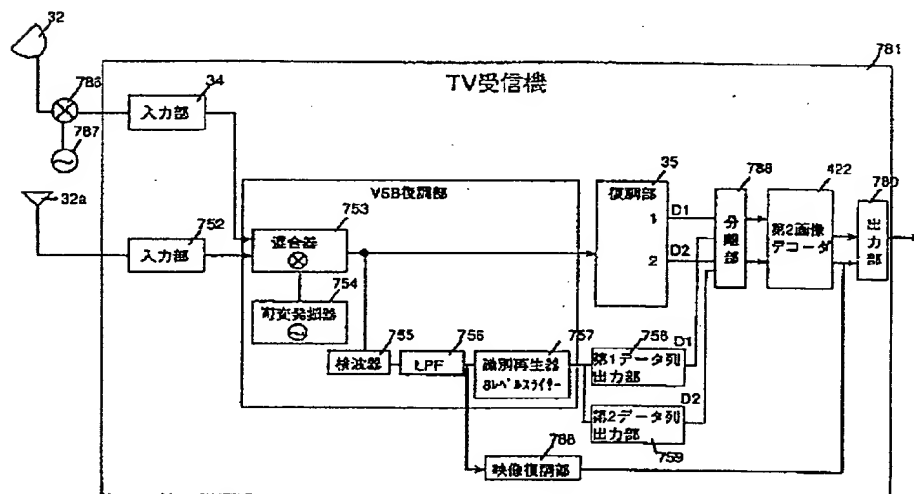 781
TV受信機
32
786
34
入力部
787
32a
752
入力部
VSB復調部
753
混合器
754
可変発振器
755
検波器
756
LPF
757
識別再生器
8レベルスライサー
35
復調部
1
D1
2
D2
788
分離部
422
第2画像
デコーダ
780
出力部
758
D1
第1データ列
出力部
D2
第2データ列
出力部
759
788
映像復調部